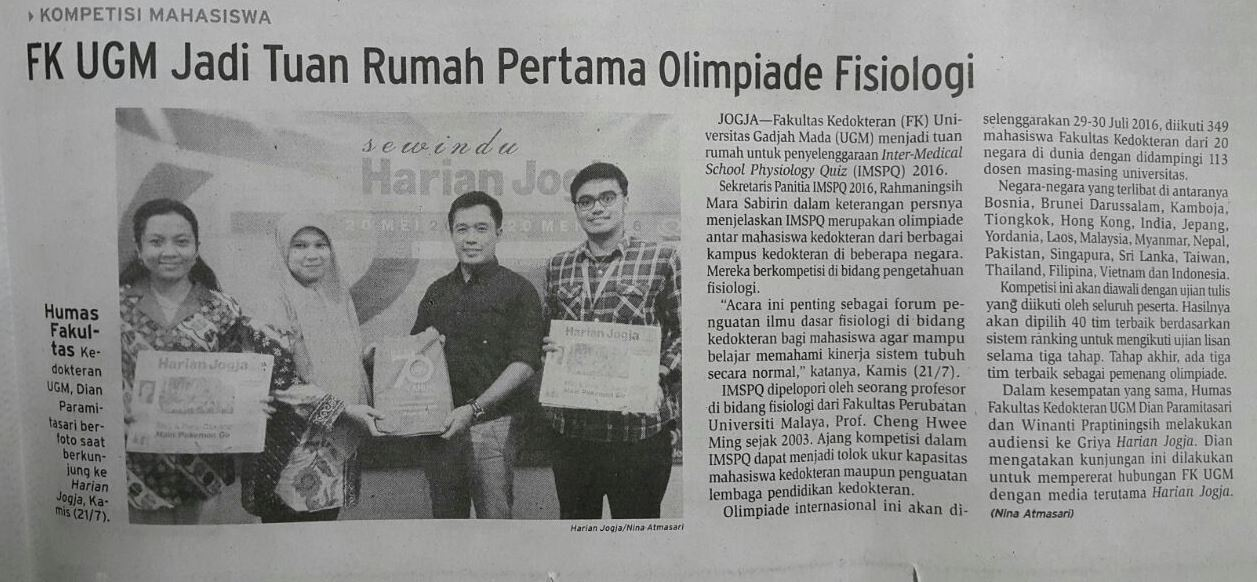 KOMPETISI MAHASISWA
FK UGM Jadi Tuan Rumah Pertama Olimpiade Fisiologi
sewindu
Harian Jog
20 MEI 20
20 MEI
Harian Jogja
Main Pokemon Go
70
Harian Jogja
Main Pokemon Go
Humas
Fakul-
tas Ke-
dokteran
UGM, Dian
Parami-
tasari ber-
foto saat
berkun-
jung ke
Harian
Jogja, Ka-
mis (21/7).
Harian Jogja/Nina Atmasari
JOGJA—Fakultas Kedokteran (FK) Uni-
versitas Gadjah Mada (UGM) menjadi tuan
rumah untuk penyelenggaraan Inter-Medical
School Physiology Quiz (IMSPQ) 2016.
Sekretaris Panitia IMSPQ 2016, Rahmaningsih
Mara Sabirin dalam keterangan persnya
menjelaskan IMSPQ merupakan olimpiade
antar mahasiswa kedokteran dari berbagai
kampus kedokteran di beberapa negara.
Mereka berkompetisi di bidang pengetahuan
fisiologi.
“Acara ini penting sebagai forum pe-
nguatan ilmu dasar fisiologi di bidang
kedokteran bagi mahasiswa agar mampu
belajar memahami kinerja sistem tubuh
secara normal,” katanya, Kamis (21/7).
IMSPQ dipelopori oleh seorang profesor
di bidang fisiologi dari Fakultas Perubatan
Universiti Malaya, Prof. Cheng Hwee
Ming sejak 2003. Ajang kompetisi dalam
IMSPQ dapat menjadi tolok ukur kapasitas
mahasiswa kedokteran maupun penguatan
lembaga pendidikan kedokteran.
Olimpiade internasional ini akan di-
selenggarakan 29-30 Juli 2016, diikuti 349
mahasiswa Fakultas Kedokteran dari 20
negara di dunia dengan didampingi 113
dosen masing-masing universitas.
Negara-negara yang terlibat di antaranya
Bosnia, Brunei Darussalam, Kamboja,
Tiongkok, Hong Kong, India, Jepang,
Yordania, Laos, Malaysia, Myanmar, Nepal,
Pakistan, Singapura, Sri Lanka, Taiwan,
Thailand, Filipina, Vietnam dan Indonesia.
Kompetisi ini akan diawali dengan ujian tulis
yang diikuti oleh seluruh peserta. Hasilnya
akan dipilih 40 tim terbaik berdasarkan
sistem ranking untuk mengikuti ujian lisan
selama tiga tahap. Tahap akhir, ada tiga
tim terbaik sebagai pemenang olimpiade.
Dalam kesempatan yang sama, Humas
Fakultas Kedokteran UGM Dian Paramitasari
dan Winanti Praptiningsih melakukan
audiensi ke Griya Harian Jogja. Dian
mengatakan kunjungan ini dilakukan
untuk mempererat hubungan FK UGM
dengan media terutama Harian Jogja.
(Nina Atmasari)